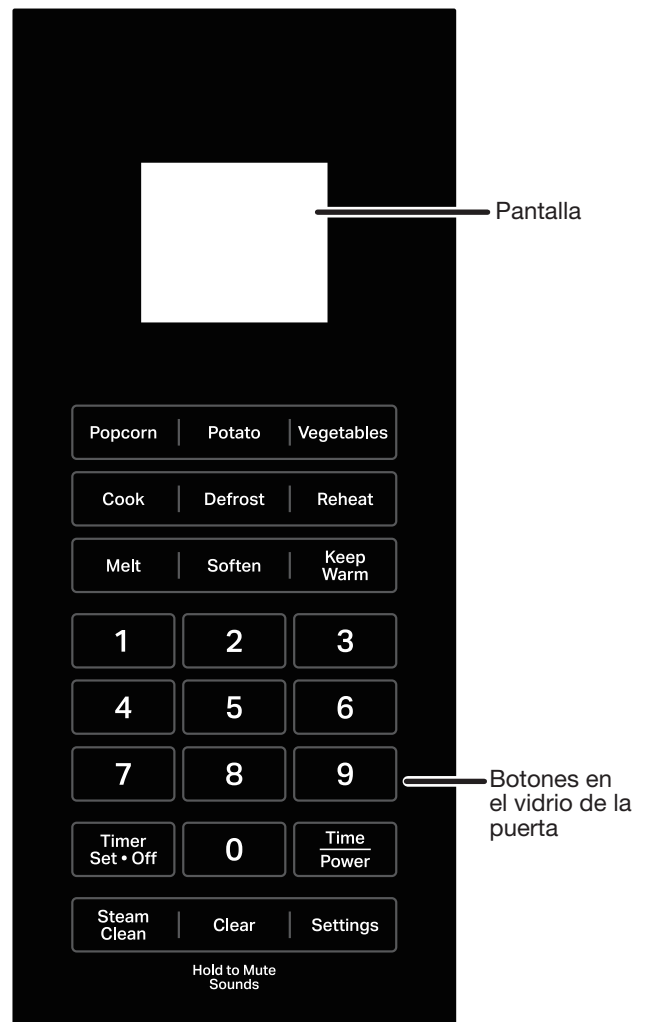 Pantalla
Popcorn Potato Vegetables
Cook Defrost Reheat
Melt Soften Keep
Warm
1 2 3
4 5 6
7 8 9
Botones en
el vidrio de la
puerta
Timer
Set • Off
0
Time
Power
Steam
Clean
Clear
Settings
Hold to Mute
Sounds